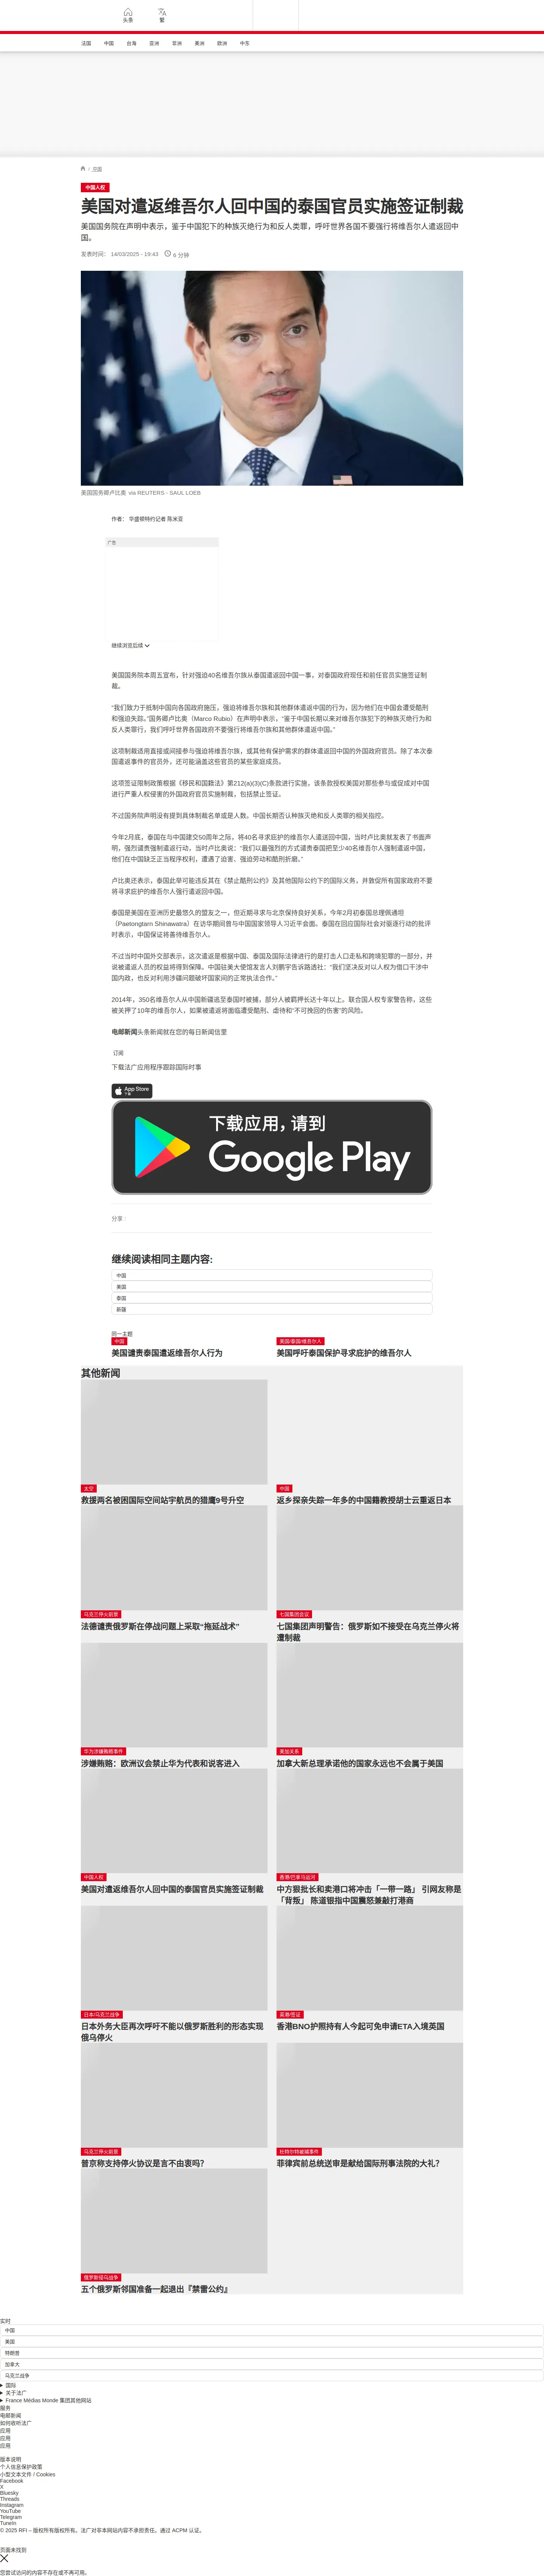 头条
繁
法国
中国
台海
亚洲
非洲
美洲
欧洲
中东
/ 中国
中国人权
美国对遣返维吾尔人回中国的泰国官员实施签证制裁
美国国务院在声明中表示，鉴于中国犯下的种族灭绝行为和反人类罪，呼吁世界各国不要强行将维吾尔人遣返回中
国。
发表时间： 14/03/2025 - 19:43
6 分钟
美国国务卿卢比奥 via REUTERS - SAUL LOEB
作者： 华盛顿特约记者 陈米亚
广告
继续浏览后续
美国国务院本周五宣布，针对强迫40名维吾尔族从泰国遣返回中国一事，对泰国政府现任和前任官员实施签证制
裁。
“我们致力于抵制中国向各国政府施压，强迫将维吾尔族和其他群体遣返中国的行为，因为他们在中国会遭受酷刑
和强迫失踪。”国务卿卢比奥（Marco Rubio）在声明中表示，“鉴于中国长期以来对维吾尔族犯下的种族灭绝行为和
反人类罪行，我们呼吁世界各国政府不要强行将维吾尔族和其他群体遣返中国。”
这项制裁适用直接或间接参与强迫将维吾尔族，或其他有保护需求的群体遣返回中国的外国政府官员。除了本次泰
国遣返事件的官员外，还可能涵盖这些官员的某些家庭成员。
这项签证限制政策根据《移民和国籍法》第212(a)(3)(C)条款进行实施，该条款授权美国对那些参与或促成对中国
进行严重人权侵害的外国政府官员实施制裁，包括禁止签证。
不过国务院声明没有提到具体制裁名单或是人数。中国长期否认种族灭绝和反人类罪的相关指控。
今年2月底，泰国在与中国建交50周年之际，将40名寻求庇护的维吾尔人遣送回中国，当时卢比奥就发表了书面声
明，强烈谴责强制遣返行动，当时卢比奥说：“我们以最强烈的方式谴责泰国把至少40名维吾尔人强制遣返中国，
他们在中国缺乏正当程序权利，遭遇了迫害、强迫劳动和酷刑折磨。”
卢比奥还表示，泰国此举可能违反其在《禁止酷刑公约》及其他国际公约下的国际义务，并敦促所有国家政府不要
将寻求庇护的维吾尔人强行遣返回中国。
泰国是美国在亚洲历史最悠久的盟友之一，但近期寻求与北京保持良好关系，今年2月初泰国总理佩通坦
（Paetongtarn Shinawatra）在访华期间曾与中国国家领导人习近平会面。泰国在回应国际社会对驱逐行动的批评
时表示，中国保证将善待维吾尔人。
不过当时中国外交部表示，这次遣返是根据中国、泰国及国际法律进行的是打击人口走私和跨境犯罪的一部分，并
说被遣返人员的权益将得到保障。中国驻美大使馆发言人刘鹏宇告诉路透社：“我们坚决反对以人权为借口干涉中
国内政，也反对利用涉疆问题破坏国家间的正常执法合作。”
2014年，350名维吾尔人从中国新疆逃至泰国时被捕，部分人被羁押长达十年以上。联合国人权专家警告称，这些
被关押了10年的维吾尔人，如果被遣返将面临遭受酷刑、虐待和“不可挽回的伤害”的风险。
电邮新闻头条新闻就在您的每日新闻信里
订阅
下载法广应用程序跟踪国际时事
App Store
下载
下载应用，请到
Google Play
分享 :
继续阅读相同主题内容:
中国
美国
泰国
新疆
同一主题
中国
美国谴责泰国遣返维吾尔人行为
美国/泰国/维吾尔人
美国呼吁泰国保护寻求庇护的维吾尔人
其他新闻
太空
救援两名被困国际空间站宇航员的猎鹰9号升空
中国
返乡探亲失踪一年多的中国籍教授胡士云重返日本
乌克兰停火前景
法德谴责俄罗斯在停战问题上采取“拖延战术”
七国集团会议
七国集团声明警告：俄罗斯如不接受在乌克兰停火将
遭制裁
华为涉嫌贿赂案件
涉嫌贿赂：欧洲议会禁止华为代表和说客进入
美加关系
加拿大新总理承诺他的国家永远也不会属于美国
中国人权
美国对遣返维吾尔人回中国的泰国官员实施签证制裁
香港/巴拿马运河
中方狠批长和卖港口将冲击「一带一路」 引网友称是
「背叛」 陈道银指中国震怒兼敲打港商
日本/乌克兰战争
日本外务大臣再次呼吁不能以俄罗斯胜利的形态实现
俄乌停火
英港/签证
香港BNO护照持有人今起可免申请ETA入境英国
乌克兰停火前景
普京称支持停火协议是言不由衷吗？
杜特尔特被捕事件
菲律宾前总统送审是献给国际刑事法院的大礼？
俄罗斯侵乌战争
五个俄罗斯邻国准备一起退出『禁雷公约』
实时
中国
美国
特朗普
加拿大
乌克兰战争
国际
关于法广
France Médias Monde 集团其他网站
服务
电邮新闻
如何收听法广
应用
应用
应用
版本说明
个人信息保护政策
小型文本文件 / Cookies
Facebook
X
Bluesky
Threads
Instagram
YouTube
Telegram
TuneIn
© 2025 RFI – 版权所有版权所有。法广对非本网站内容不承担责任。通过 ACPM 认证。
页面未找到
您尝试访问的内容不存在或不再可用。